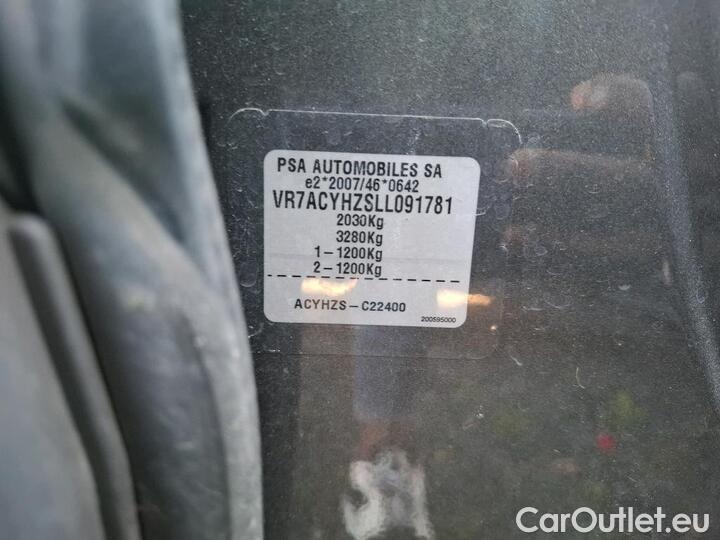 PSA AUTOMOBILES SA
e2*2007/46*0642
VR7ACYHZSLL091781
2030Kg
3280Kg
1-1200Kg
2-1200Kg
ACYHZS-C22400
200595000
CarOutlet.eu